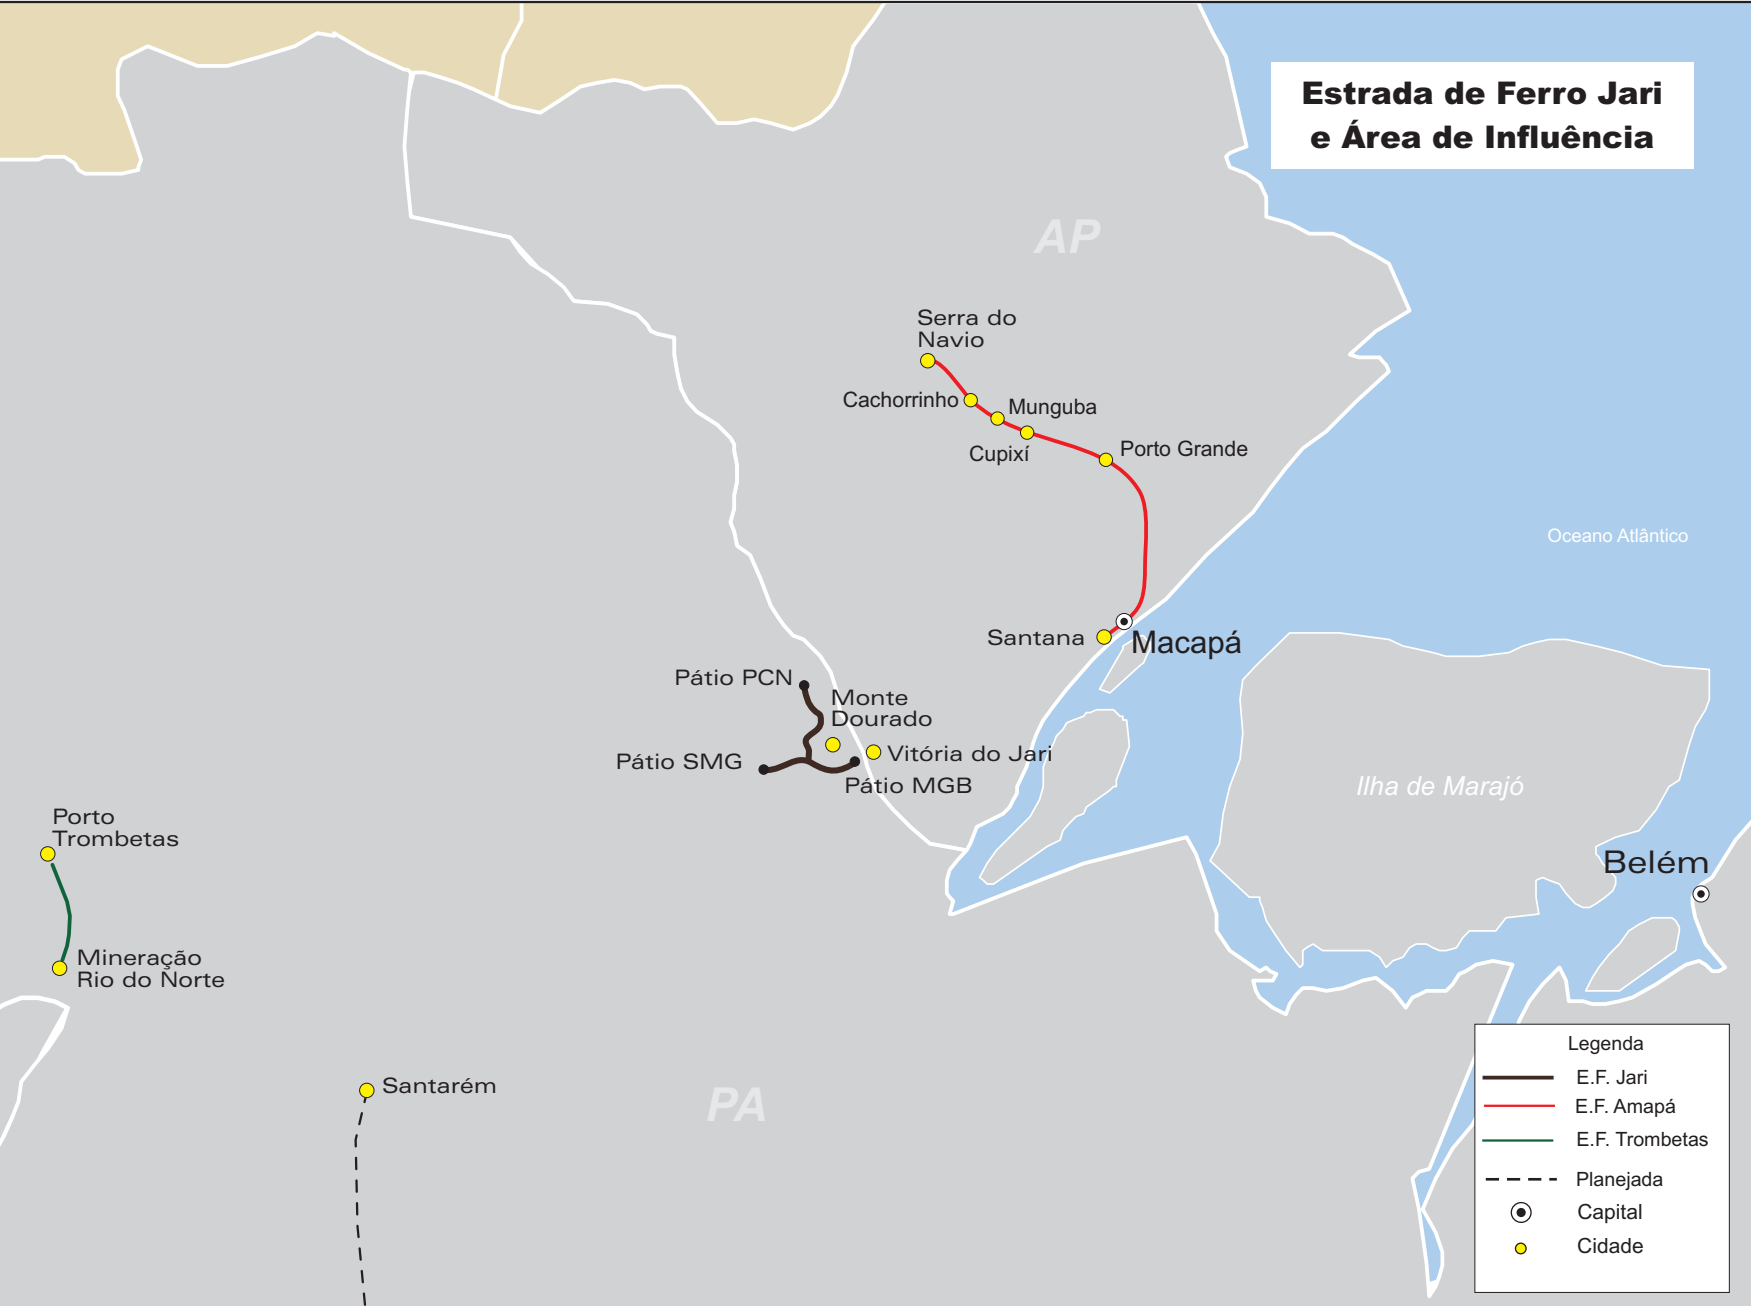 Estrada de Ferro Jari
e Área de Influência
AP
Serra do
Navio
Cachorrinho
Munguba
Cupixí
Porto Grande
Oceano Atlântico
Santana
Macapá
Pátio PCN
Monte
Dourado
Pátio SMG
Vitória do Jari
Pátio MGB
Ilha de Marajó
Porto
Trombetas
Belém
Mineração
Rio do Norte
Santarém
PA
Legenda
E.F. Jari
E.F. Amapá
E.F. Trombetas
Planejada
Capital
Cidade